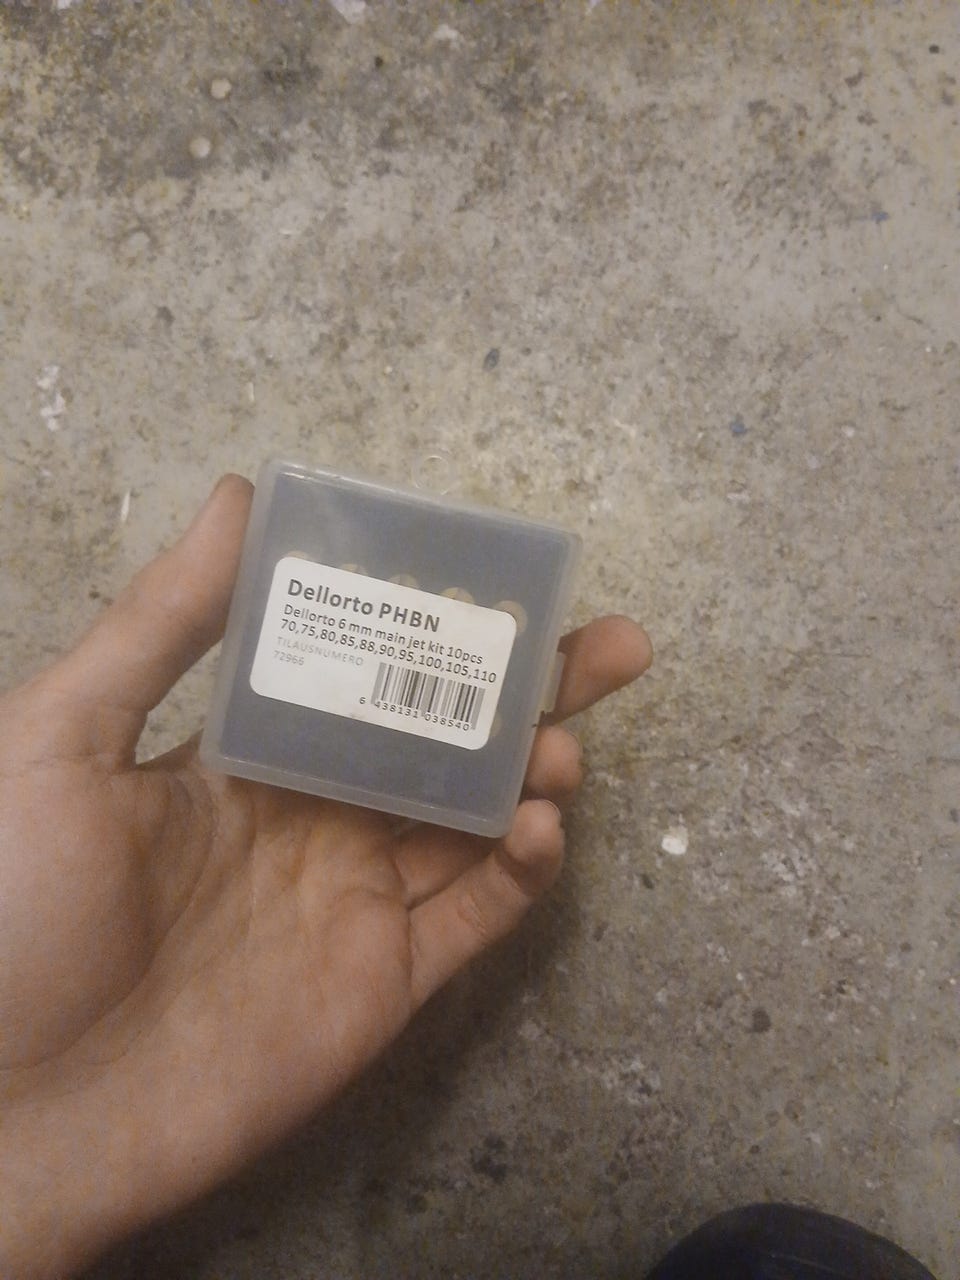 Dellorto PHBN
Dellorto 6 mm main jet kit 10pcs
70,75,80,85,88,90,95,100,105,110
TILAUSNUMERO
72966
6 438131 038540